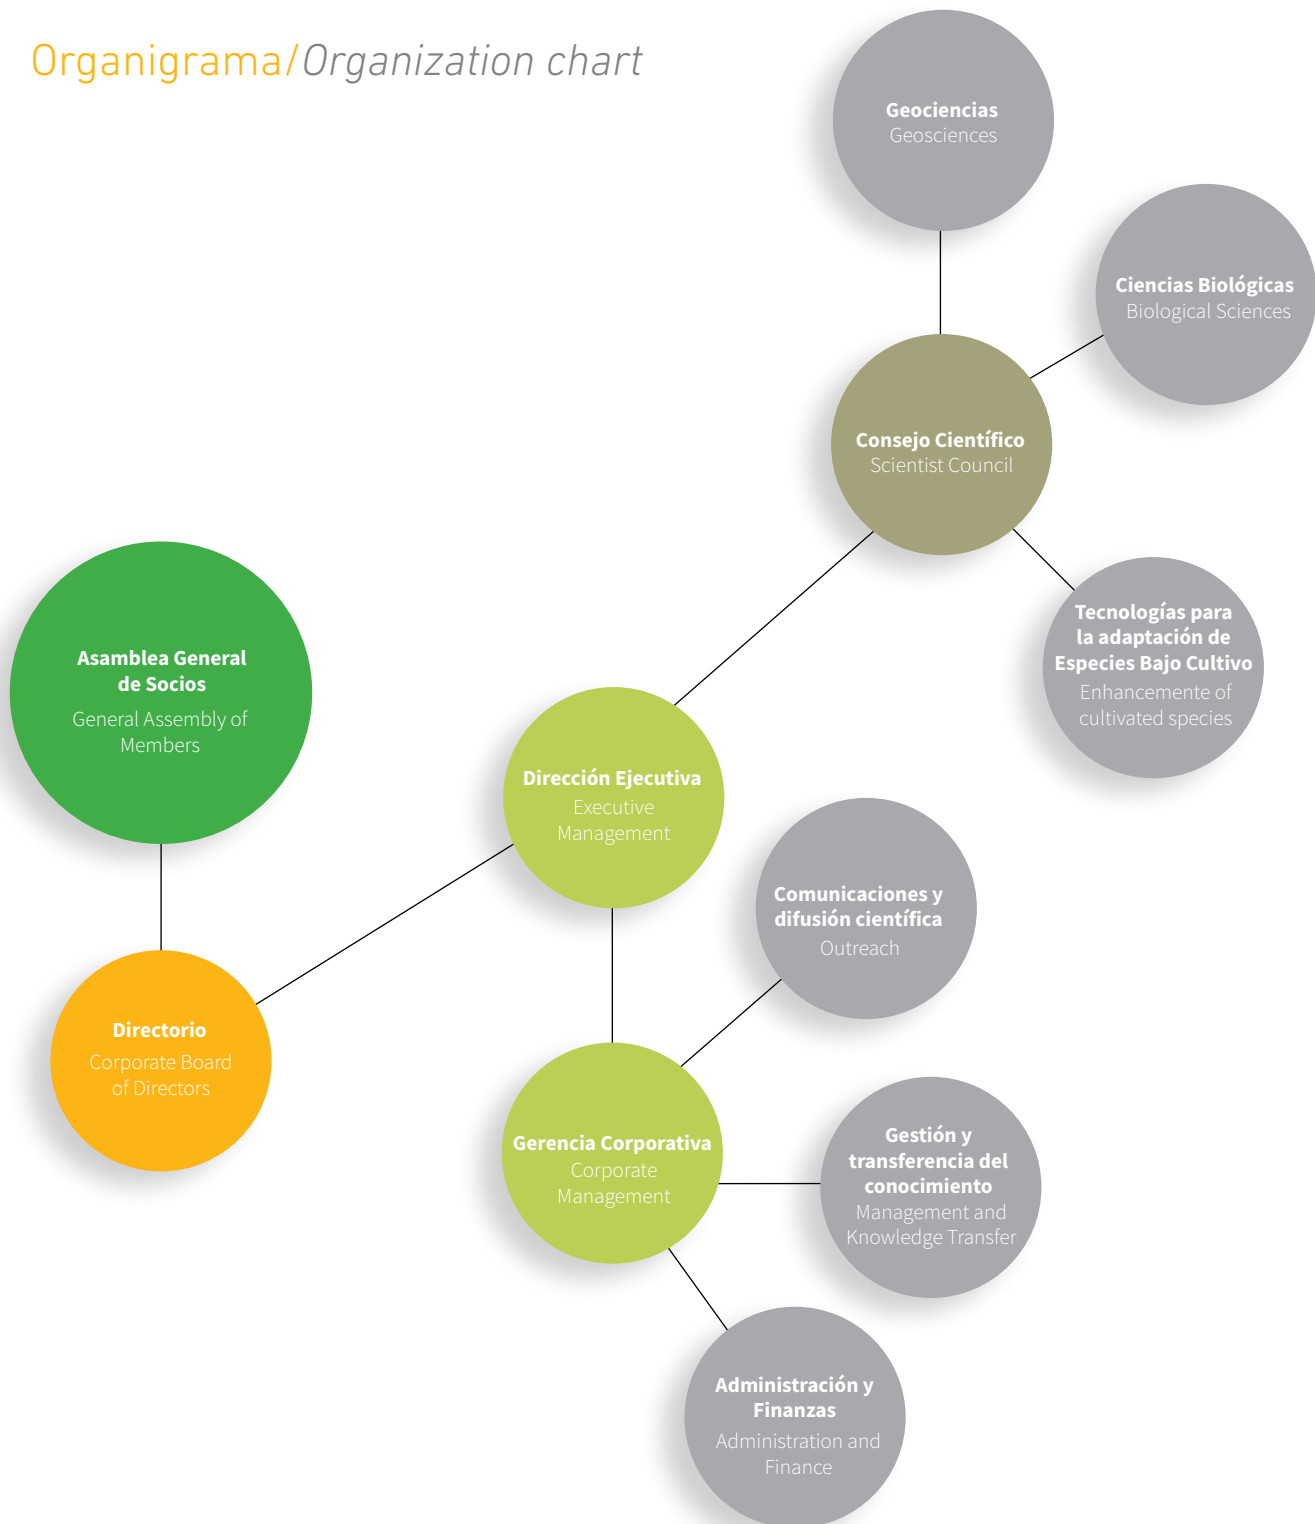 Organigrama/Organization chart
Geociencias
Geosciences
Ciencias Biológicas
Biological Sciences
Consejo Científico
Scientist Council
Tecnologías para
la adaptación de
Especies Bajo Cultivo
Enhancemente of
cultivated species
Asamblea General
de Socios
General Assembly of
Members
Dirección Ejecutiva
Executive
Management
Comunicaciones y
difusión científica
Outreach
Directorio
Corporate Board
of Directors
Gerencia Corporativa
Corporate
Management
Gestión y
transferencia del
conocimiento
Management and
Knowledge Transfer
Administración y
Finanzas
Administration and
Finance